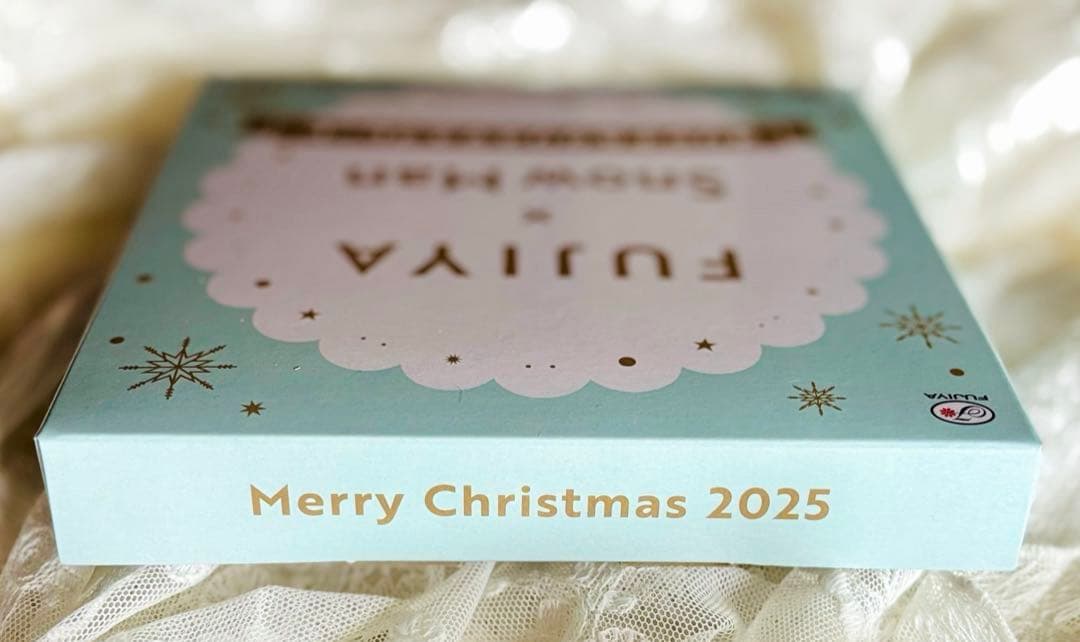 Snow Man
×
FUJIYA
FUJIYA
Merry Christmas 2025